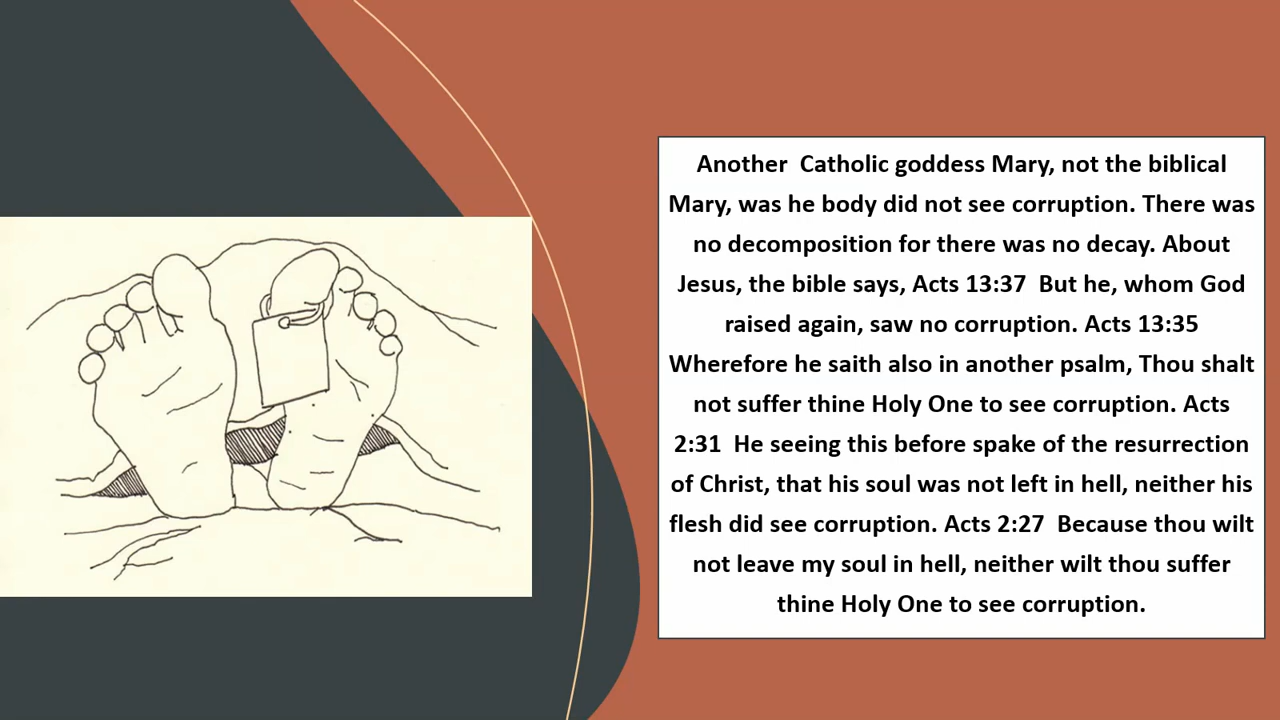 Another  Catholic goddess Mary, not the biblical
Mary, was he body did not see corruption. There was
no decomposition for there was no decay. About
Jesus, the bible says, Acts 13:37  But he, whom God
raised again, saw no corruption. Acts 13:35
Wherefore he saith also in another psalm, Thou shalt
not suffer thine Holy One to see corruption. Acts
2:31  He seeing this before spake of the resurrection
of Christ, that his soul was not left in hell, neither his
flesh did see corruption. Acts 2:27  Because thou wilt
not leave my soul in hell, neither wilt thou suffer
thine Holy One to see corruption.